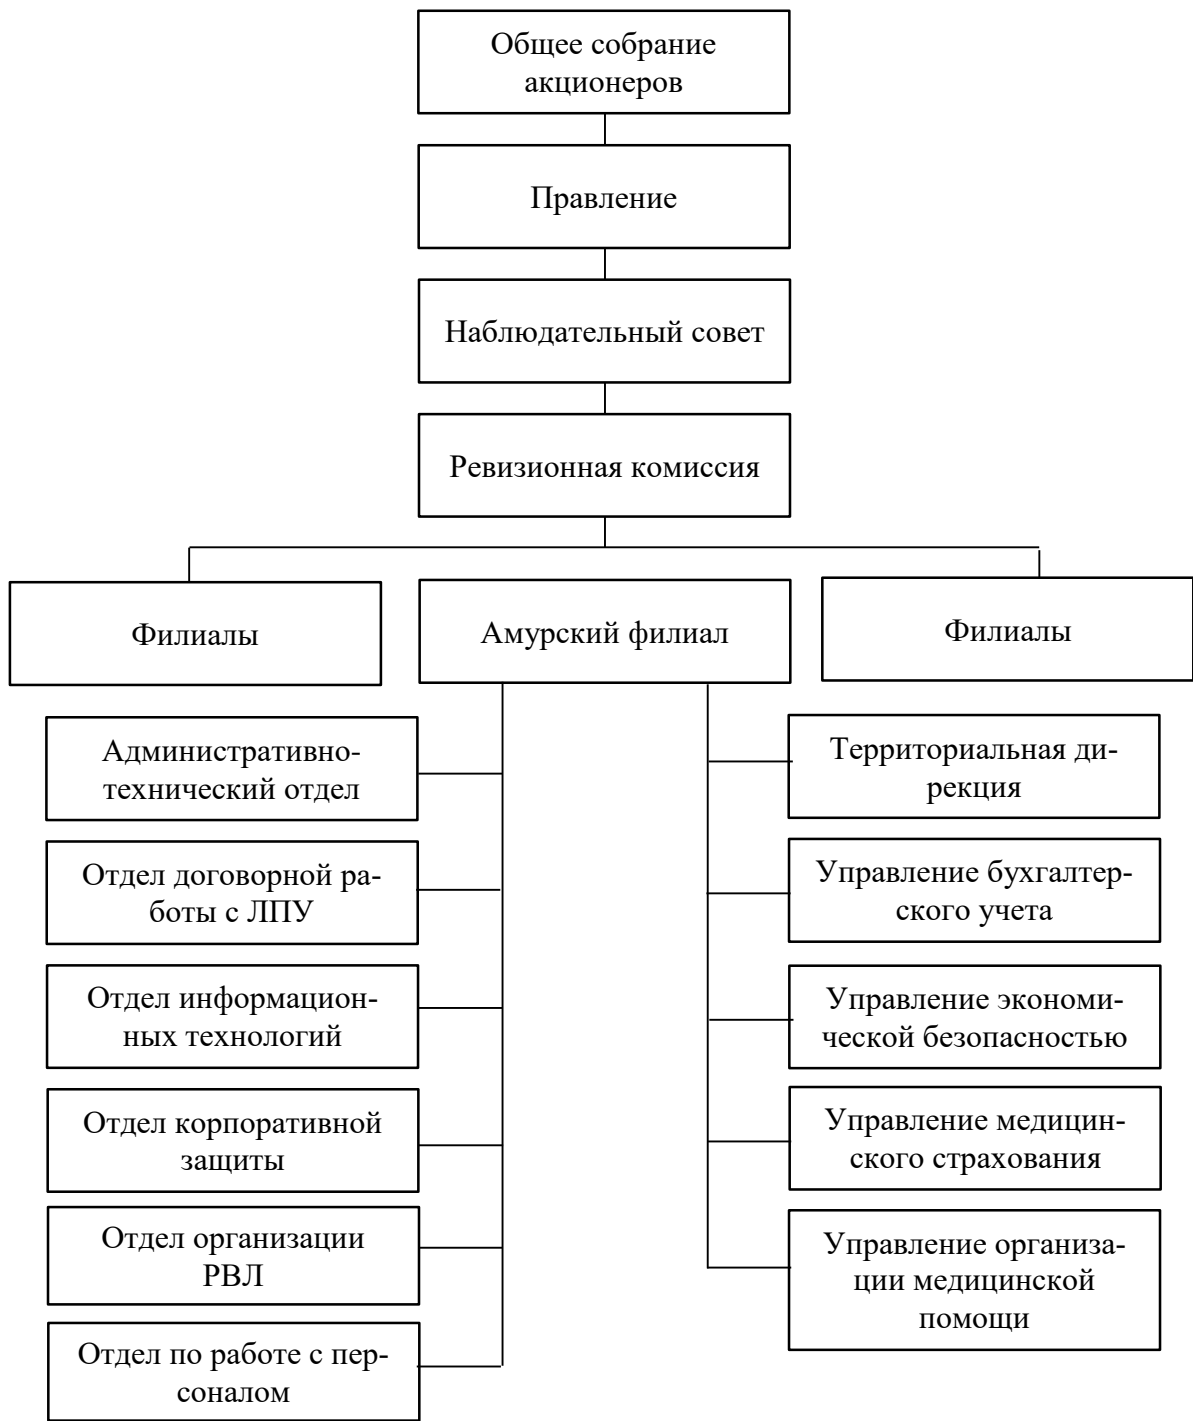 Общее собрание
акционеров
Правление
Наблюдательный совет
Ревизионная комиссия
Филиалы
Амурский филиал
Филиалы
Административно-
технический отдел
Отдел договорной ра-
боты с ЛПУ
Отдел информацион-
ных технологий
Отдел корпоративной
защиты
Отдел организации
РВЛ
Отдел по работе с пер-
соналом
Территориальная ди-
рекция
Управление бухгалтер-
ского учета
Управление экономи-
ческой безопасностью
Управление медицин-
ского страхования
Управление организа-
ции медицинской
помощи